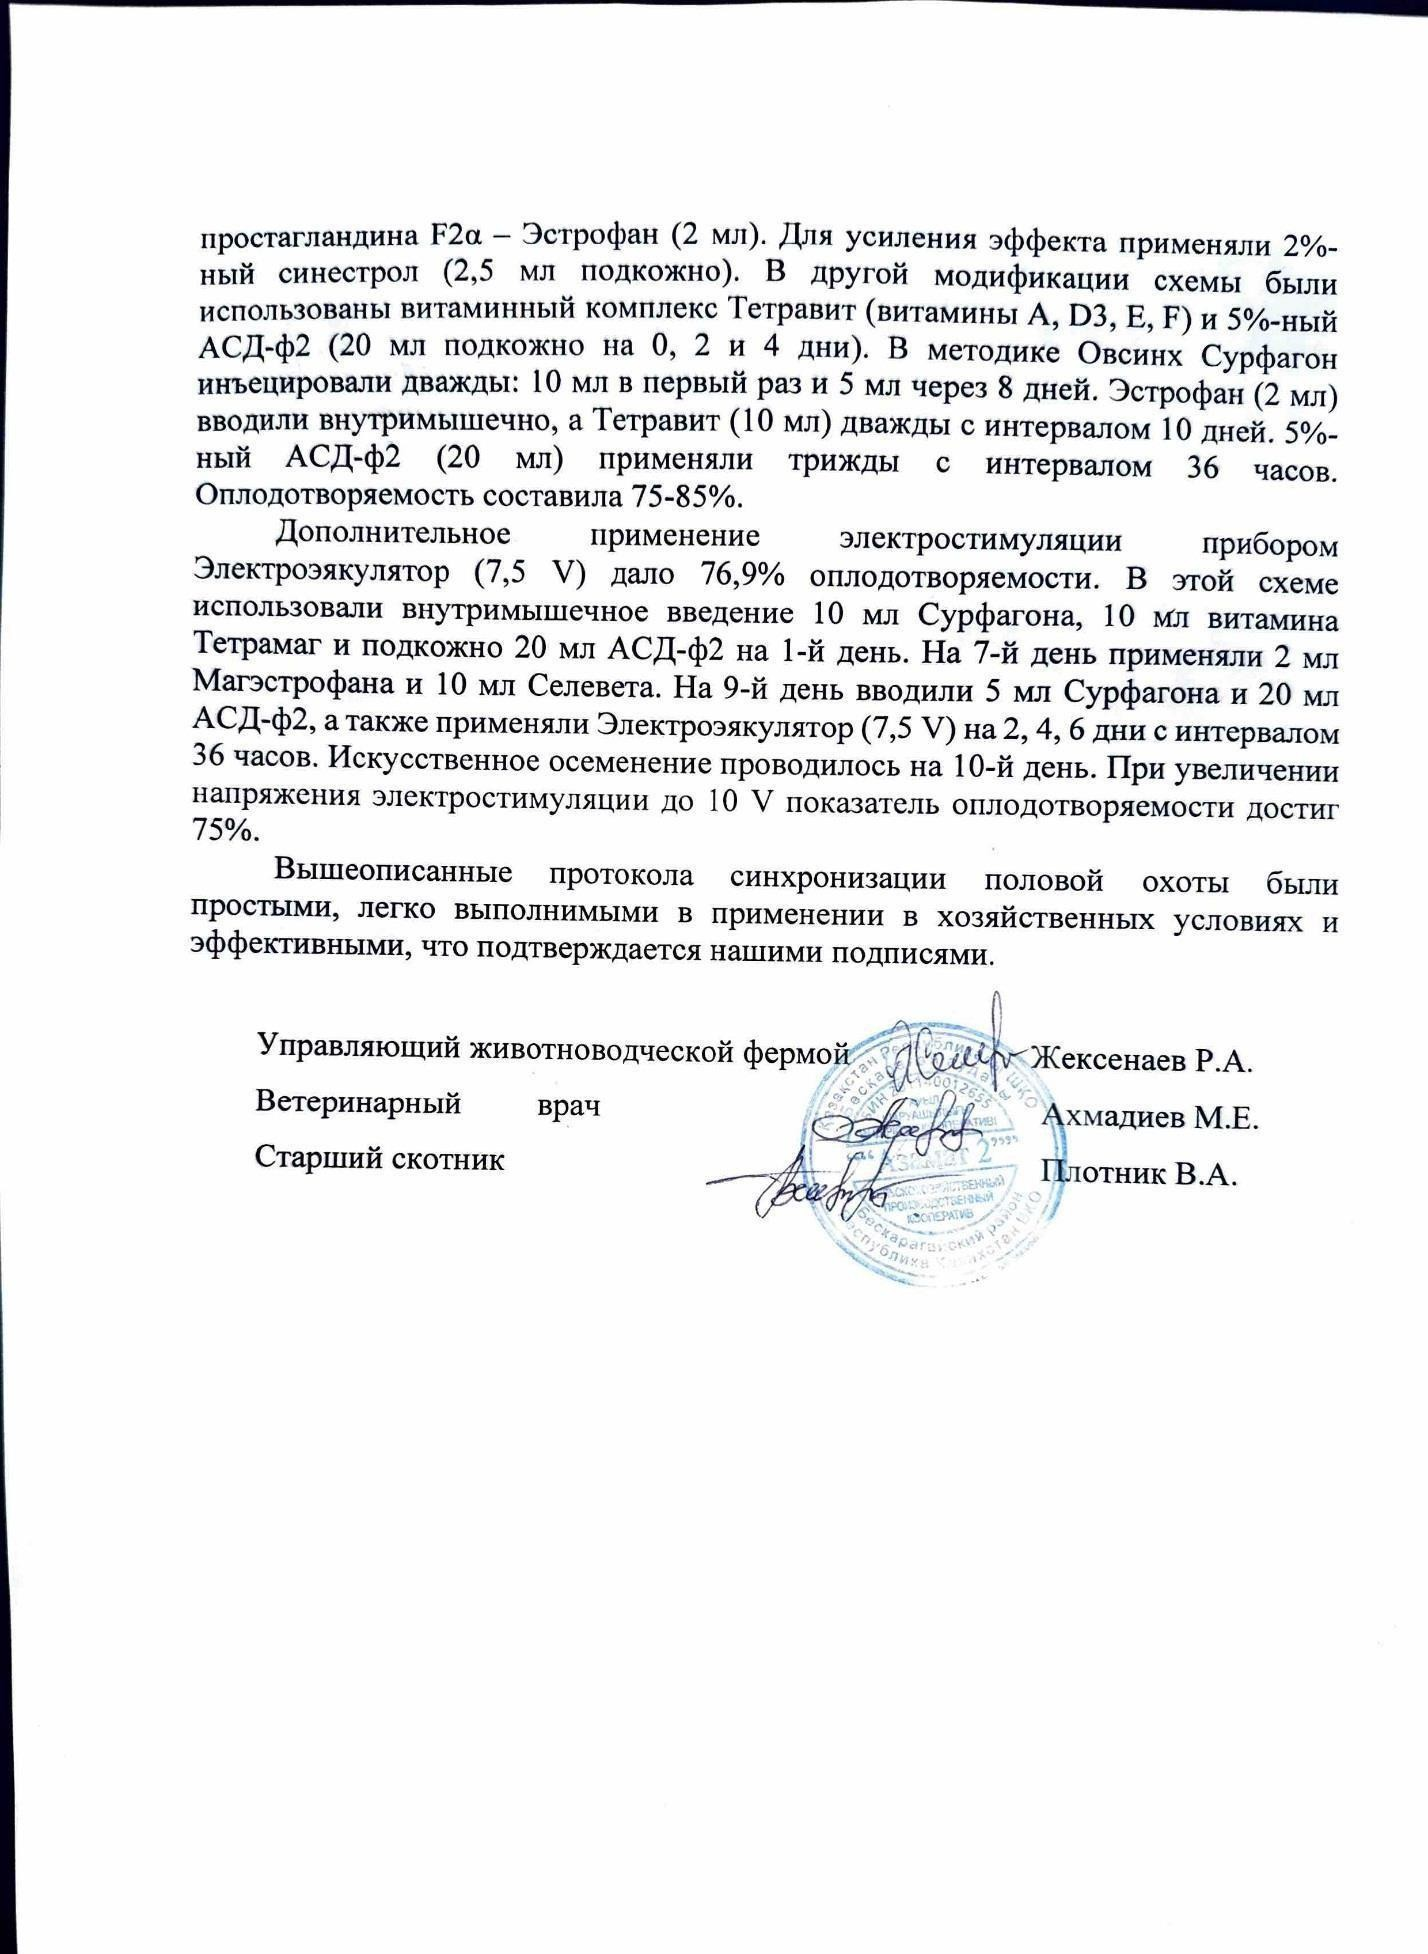 простагландина F2α – Эстрофан (2 мл). Для усиления эффекта применяли 2%-
ный синестрол (2,5 мл подкожно). В другой модификации схемы были
использованы витаминный комплекс Тетравит (витамины А, D3, Е, F) и 5%-ный
АСД-ф2 (20 мл подкожно на 0, 2 и 4 дни). В методике Овсинх Сурфагон
инъецировали дважды: 10 мл в первый раз и 5 мл через 8 дней. Эстрофан (2 мл)
вводили внутримышечно, а Тетравит (10 мл) дважды с интервалом 10 дней. 5%-
ный АСД-ф2 (20 мл) применяли трижды с интервалом 36 часов.
Оплодотворяемость составила 75-85%.
Дополнительное применение электростимуляции прибором
Электроэякулятор (7,5 V) дало 76,9% оплодотворяемости. В этой схеме
использовали внутримышечное введение 10 мл Сурфагона, 10 мл витамина
Тетрамаг и подкожно 20 мл АСД-ф2 на 1-й день. На 7-й день применяли 2 мл
Магэстрофана и 10 мл Селевета. На 9-й день вводили 5 мл Сурфагона и 20 мл
АСД-ф2, а также применяли Электроэякулятор (7,5 V) на 2, 4, 6 дни с интервалом
36 часов. Искусственное осеменение проводилось на 10-й день. При увеличении
напряжения электростимуляции до 10 V показатель оплодотворяемости достиг
75%.
Вышеописанные протокола синхронизации половой охоты были
простыми, легко выполнимыми в применении в хозяйственных условиях и
эффективными, что подтверждается нашими подписями.
Управляющий животноводческой фермой Жексенаев Р.А.
Ветеринарный врач Ахмадиев М.Е.
Старший скотник Плотник В.А.
Азамат 2
ПРОИЗВОДСТВЕННЫЙ
КООПЕРАТИВ
Бескарагайский район
Республика Казахстан ВКО